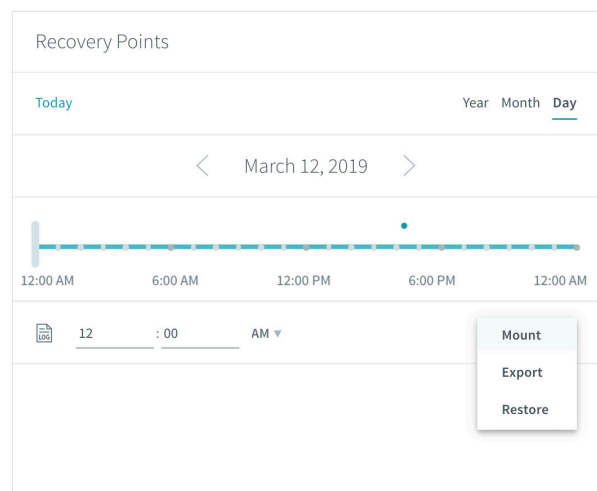 Recovery Points
Today Year Month Day
March 12, 2019
12:00 AM 6:00 AM 12:00 PM 6:00 PM 12:00 AM
LOG 12 : 00 AM
Mount
Export
Restore